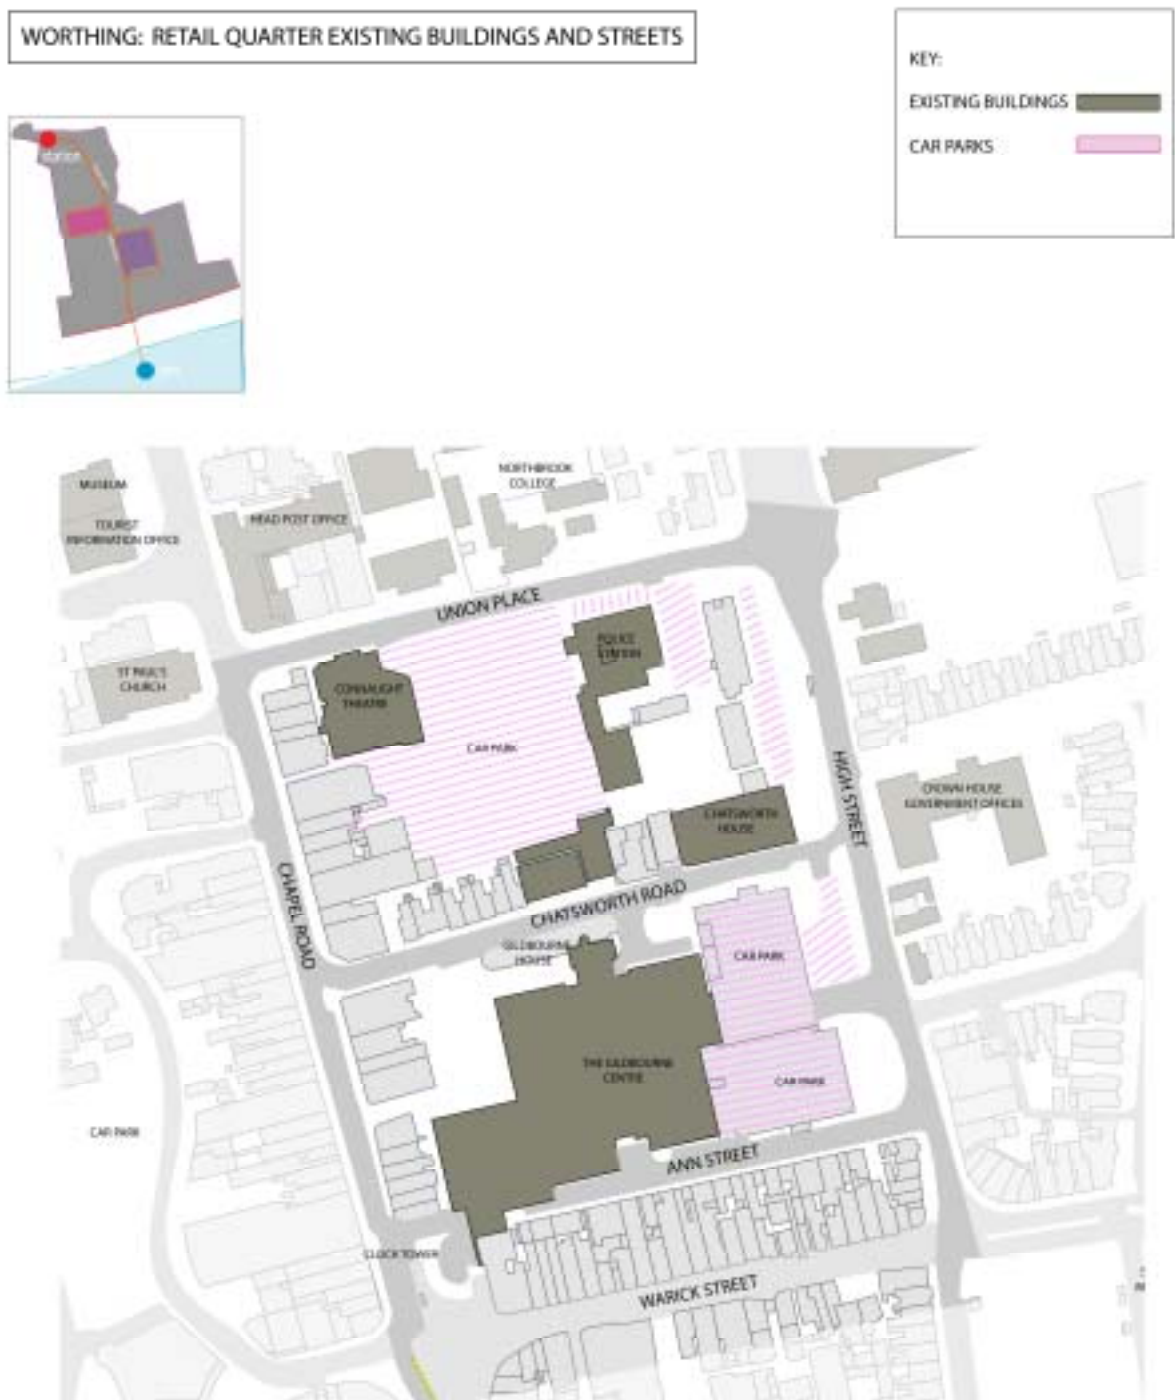 WORTHING: RETAIL QUARTER EXISTING BUILDINGS AND STREETS
KEY:
EXISTING BUILDINGS
CAR PARKS
station
MUSEUM
TOURIST
INFORMATION OFFICE
HEAD POST OFFICE
NORTHBROOK
COLLEGE
UNION PLACE
ST PAUL'S
CHURCH
CONNAUGHT
THEATRE
POLICE
STATION
CAR PARK
CHATSWORTH
HOUSE
HIGH STREET
CROWN HOUSE
GOVERNMENT OFFICES
CHAPEL ROAD
CHATSWORTH ROAD
GILDBOURNE
HOUSE
CAR PARK
THE GILDBOURNE
CENTRE
CAR PARK
CAR PARK
ANN STREET
CLOCK TOWER
WARICK STREET